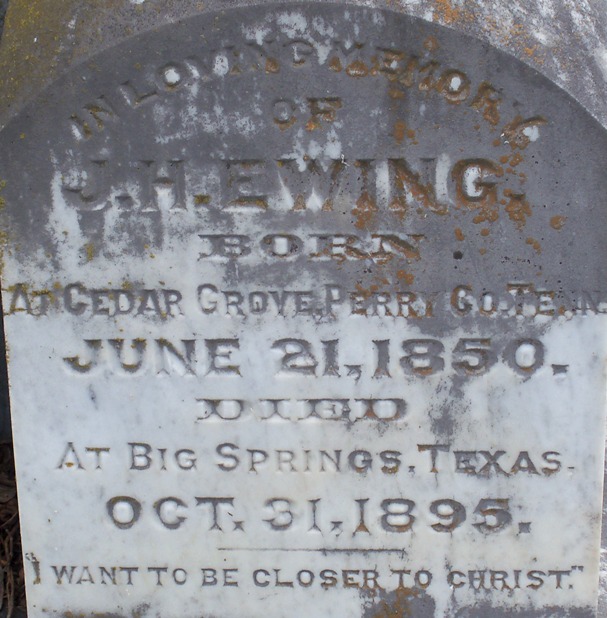 IN LOVING MEMORY
OF
J.H. EWING.
BORN
AT CEDAR GROVE, PERRY CO. TENN.
JUNE 21, 1850.
DIED
AT BIG SPRINGS, TEXAS.
OCT. 31, 1895.
"I WANT TO BE CLOSER TO CHRIST."